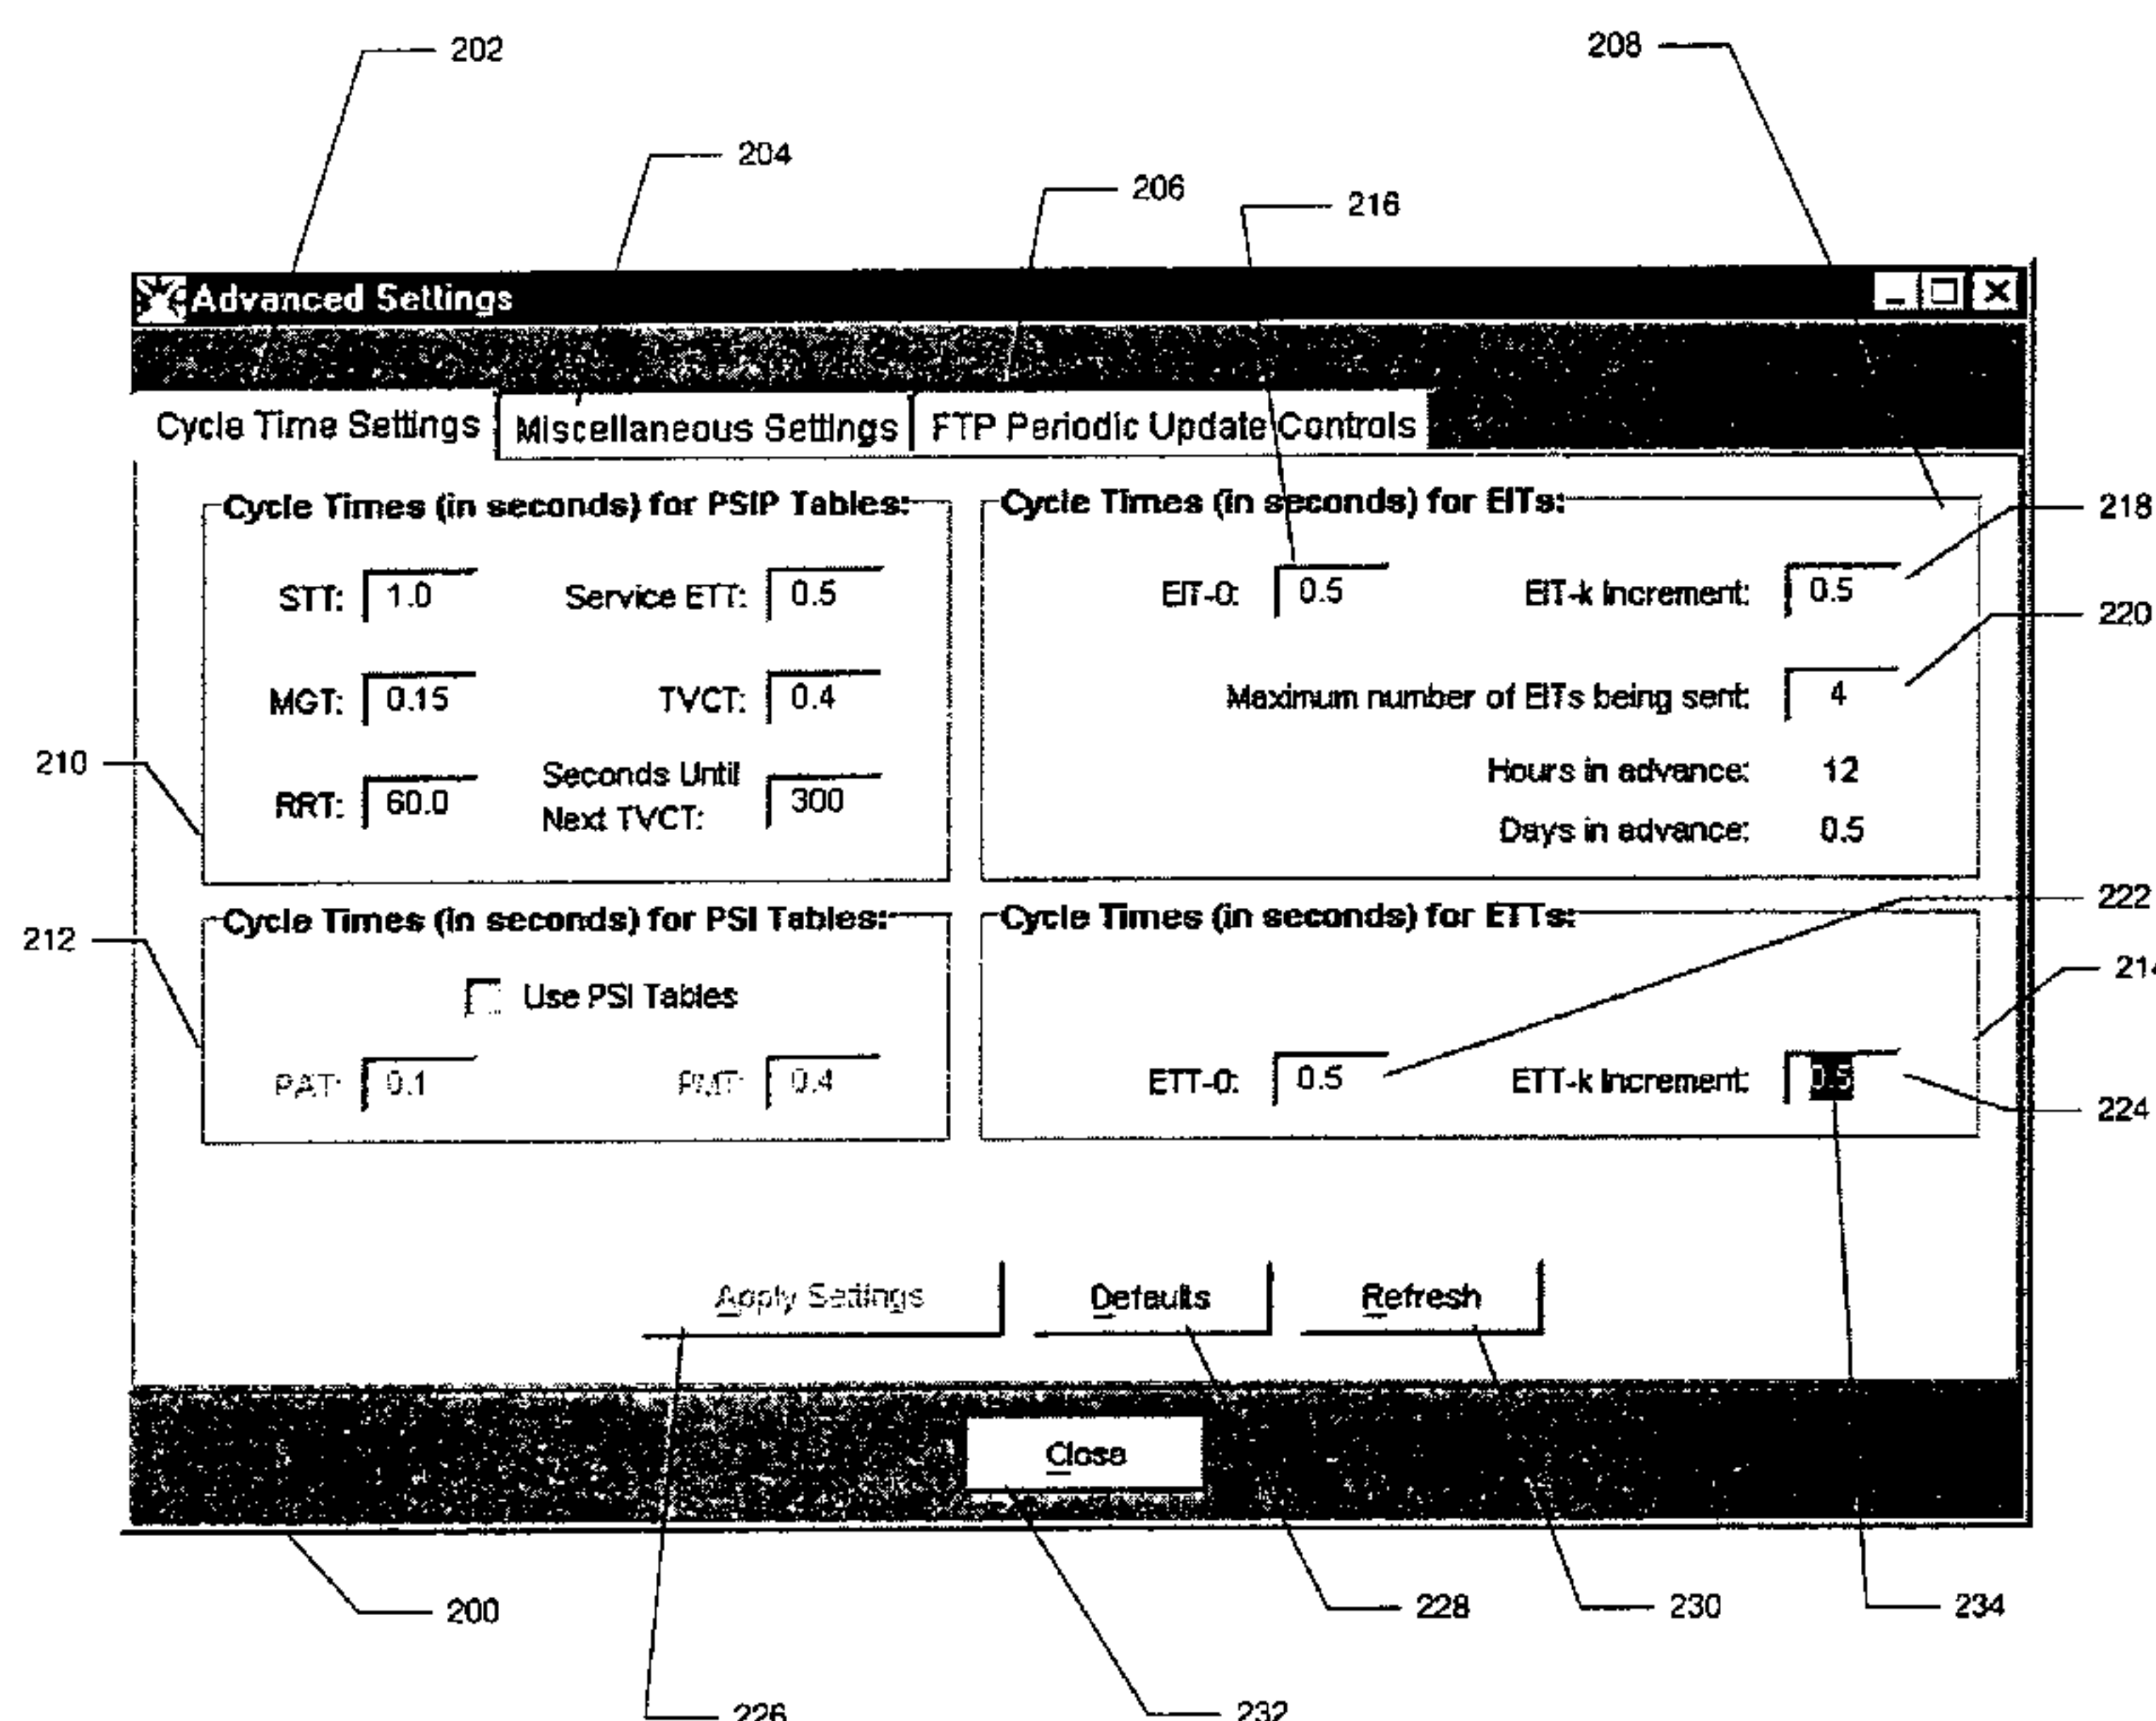 202
208
204
206
216
Advanced Settings
Cycle Time Settings
Miscellaneous Settings
FTP Periodic Update Controls
Cycle Times (in seconds) for PSIP Tables:
STT: 1.0
Service ETT: 0.5
MGT: 0.15
TVCT: 0.4
RRT: 60.0
Seconds Until
Next TVCT: 300
210
Cycle Times (in seconds) for EITs:
EIT-0: 0.5
EIT-k Increment: 0.5
Maximum number of EITs being sent: 4
Hours in advance: 12
Days in advance: 0.5
218
220
Cycle Times (in seconds) for PSI Tables:
Use PSI Tables
PAT: 0.1
PMT: 0.4
212
Cycle Times (in seconds) for ETTs:
ETT-0: 0.5
ETT-k Increment: 0.5
222
214
224
Apply Settings
Defaults
Refresh
Close
200
228
230
234
226
232